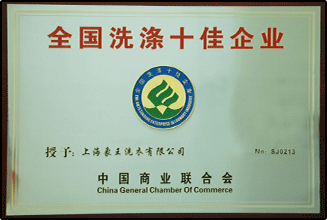 全国洗涤十佳企业
授予：上海象王洗衣有限公司
No: SJ0213
中国商业联合会
China General Chamber Of Commerce